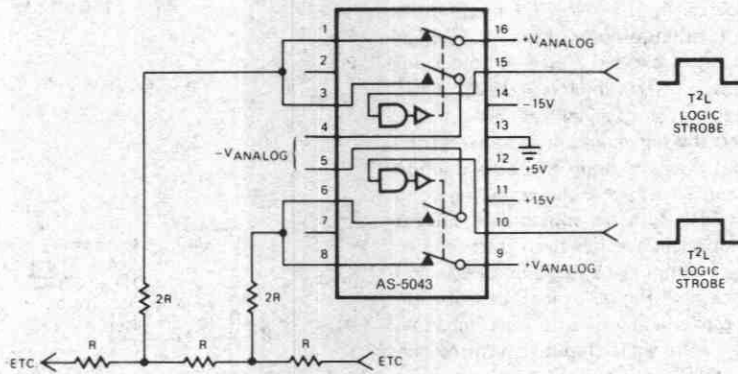 1
2
3
4
5
6
7
8
16
15
14
13
12
11
10
9
+VANALOG
-15V
+5V
+15V
+VANALOG
-VANALOG
AS-5043
T²L
LOGIC
STROBE
T²L
LOGIC
STROBE
2R
2R
ETC.
R
R
R
ETC